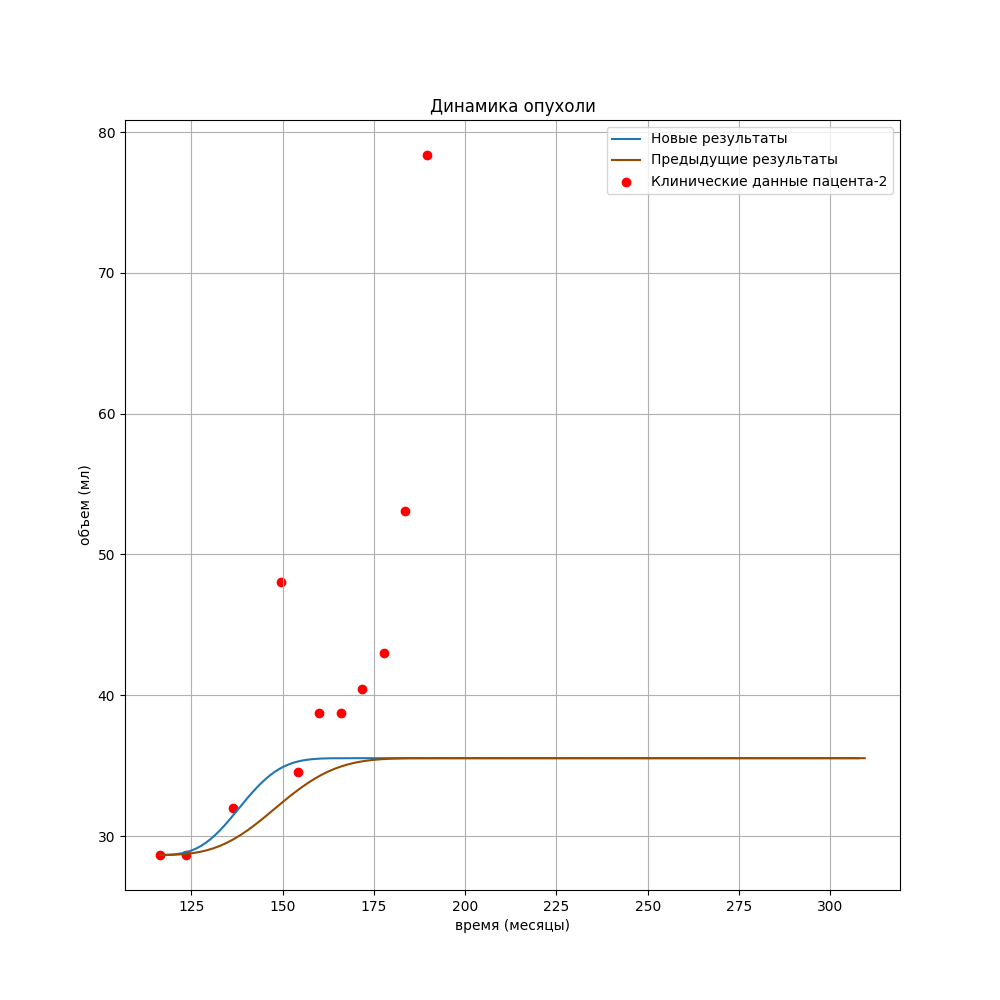 Динамика опухоли
Новые результаты
Предыдущие результаты
Клинические данные пацента-2
80
70
60
50
40
30
объем (мл)
125 150 175 200 225 250 275 300
время (месяцы)